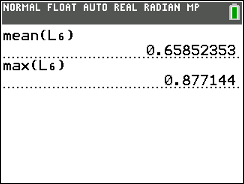 NORMAL FLOAT AUTO REAL RADIAN MP
mean(L₆)
0.65852353
max(L₆)
0.877144